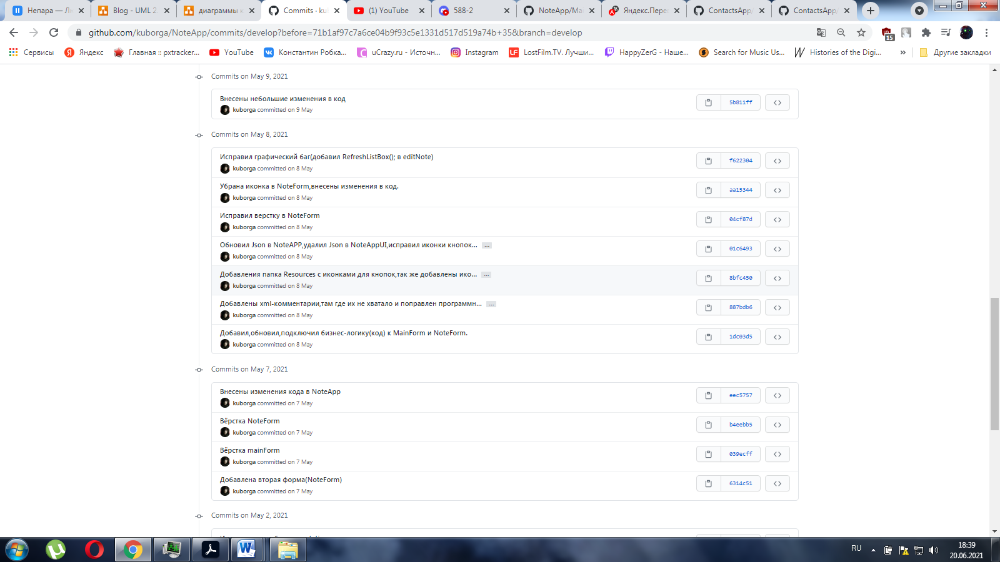 Непара — Ли
Blog - UML 2
диаграммы к
Commits · kub
(1) YouTube
588-2
NoteApp/Mai
Яндекс.Перев
ContactsApp/
ContactsApp/
github.com/kuborga/NoteApp/commits/develop?before=71b1af97c7a6ce04b9f93c5e1331d517d519a74b+35&branch=develop
15
Сервисы
Яндекс
Главная :: pxtracker...
YouTube
Константин Робка...
uCrazy.ru - Источн...
Instagram
LostFilm.TV. Лучши...
HappyZerG - Наше...
Search for Music Us...
Histories of the Digi...
»
Другие закладки
Commits on May 9, 2021
Внесены небольшие изменения в код
5b811ff
kuborga committed on 9 May
Commits on May 8, 2021
Исправил графический баг(добавил RefreshListBox(); в editNote)
f622304
kuborga committed on 8 May
Убрана иконка в NoteForm,внесены изменения в код.
aa15344
kuborga committed on 8 May
Исправил верстку в NoteForm
04cf87d
kuborga committed on 8 May
Обновил Json в NoteAPP,удалил Json в NoteAppUI,исправил иконки кнопок... ...
01c6493
kuborga committed on 8 May
Добавления папка Resources с иконками для кнопок,так же добавлены ико... ...
8bfc450
kuborga committed on 8 May
Добавлены xml-комментарии,там где их не хватало и поправлен программн... ...
887bdb6
kuborga committed on 8 May
Добавил,обновил,подключил бизнес-логику(код) к MainForm и NoteForm.
1dc03d5
kuborga committed on 8 May
Commits on May 7, 2021
Внесены изменения кода в NoteApp
eec5757
kuborga committed on 7 May
Вёрстка NoteForm
b4eebb5
kuborga committed on 7 May
Вёрстка mainForm
039ecff
kuborga committed on 7 May
Добавлена вторая форма(NoteForm)
6314c51
kuborga committed on 7 May
Commits on May 2, 2021
RU
18:39
20.06.2021